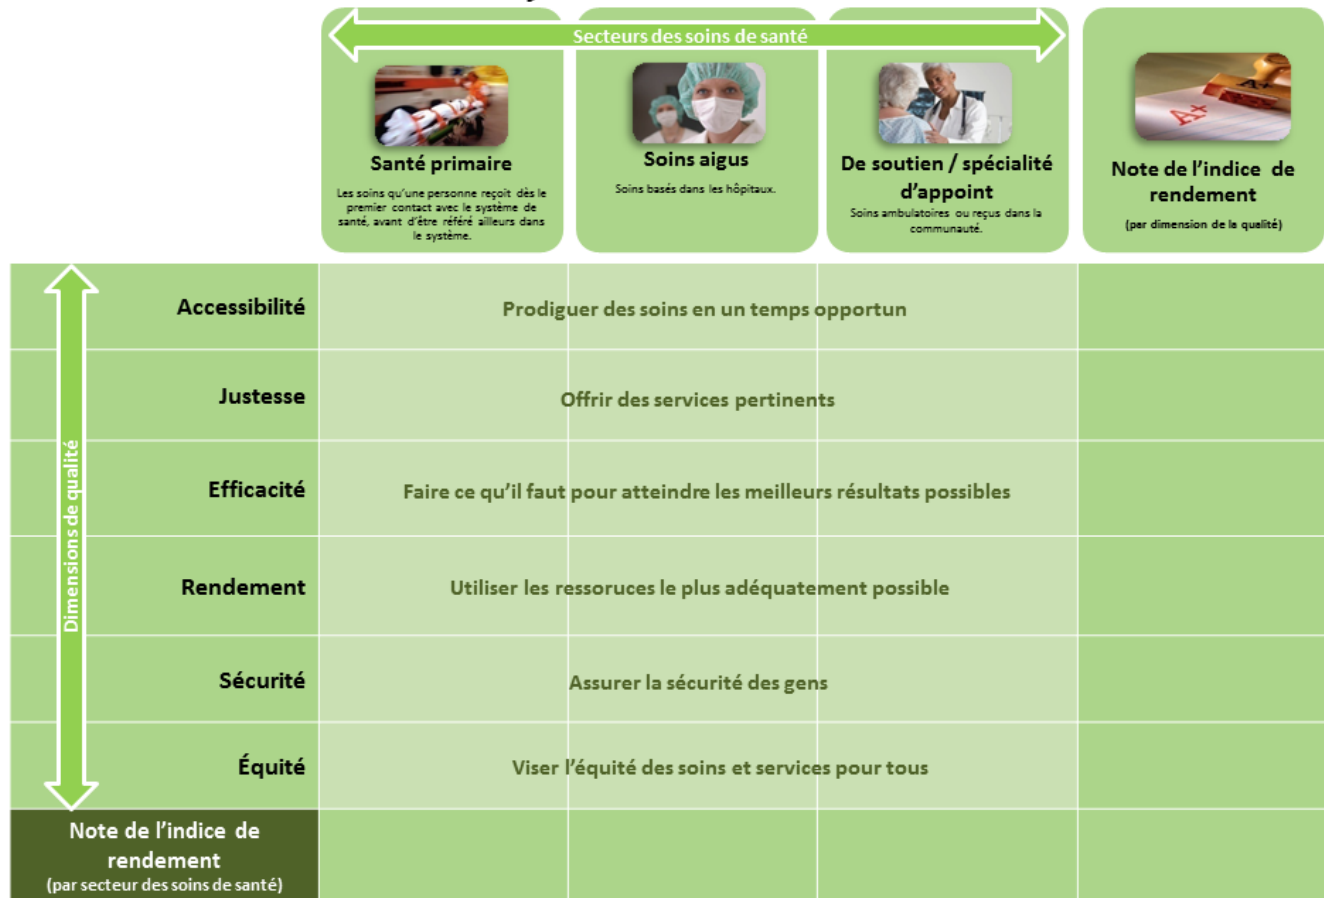 Secteurs des soins de santé
Santé primaire
Les soins qu'une personne reçoit dès le
premier contact avec le système de
santé, avant d'être référé ailleurs dans
le système.
Soins aigus
Soins basés dans les hôpitaux.
De soutien / spécialité
d'appoint
Soins ambulatoires ou reçus dans la
communauté.
A+
A+
Note de l'indice de
rendement
(par dimension de la qualité)
Dimensions de qualité
Accessibilité
Prodiguer des soins en un temps opportun
Justesse
Offrir des services pertinents
Efficacité
Faire ce qu'il faut pour atteindre les meilleurs résultats possibles
Rendement
Utiliser les ressoruces le plus adéquatement possible
Sécurité
Assurer la sécurité des gens
Équité
Viser l'équité des soins et services pour tous
Note de l'indice de
rendement
(par secteur des soins de santé)